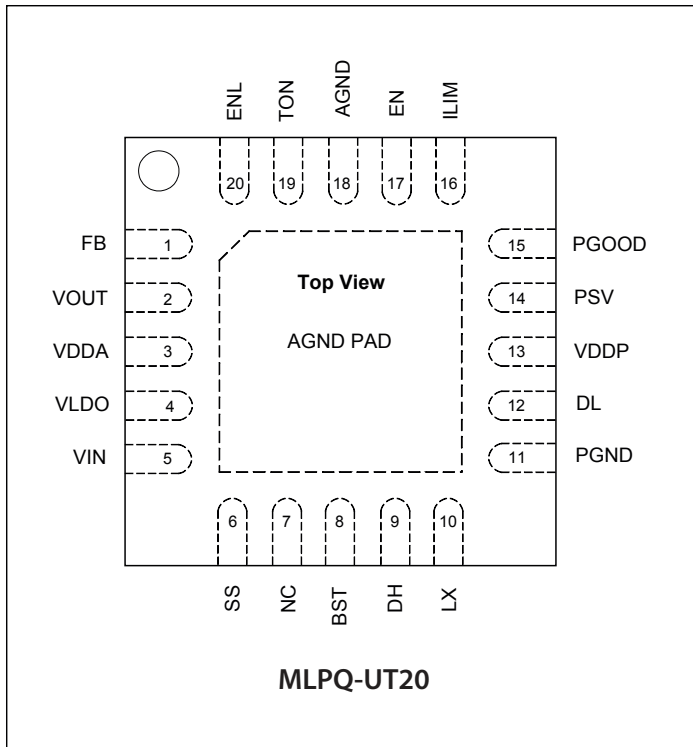 ENL
TON
AGND
EN
ILIM
20
19
18
17
16
FB 1
15 PGOOD
VOUT 2
14 PSV
VDDA 3
13 VDDP
VLDO 4
12 DL
VIN 5
11 PGND
Top View
AGND PAD
6
7
8
9
10
SS
NC
BST
DH
LX
MLPQ-UT20